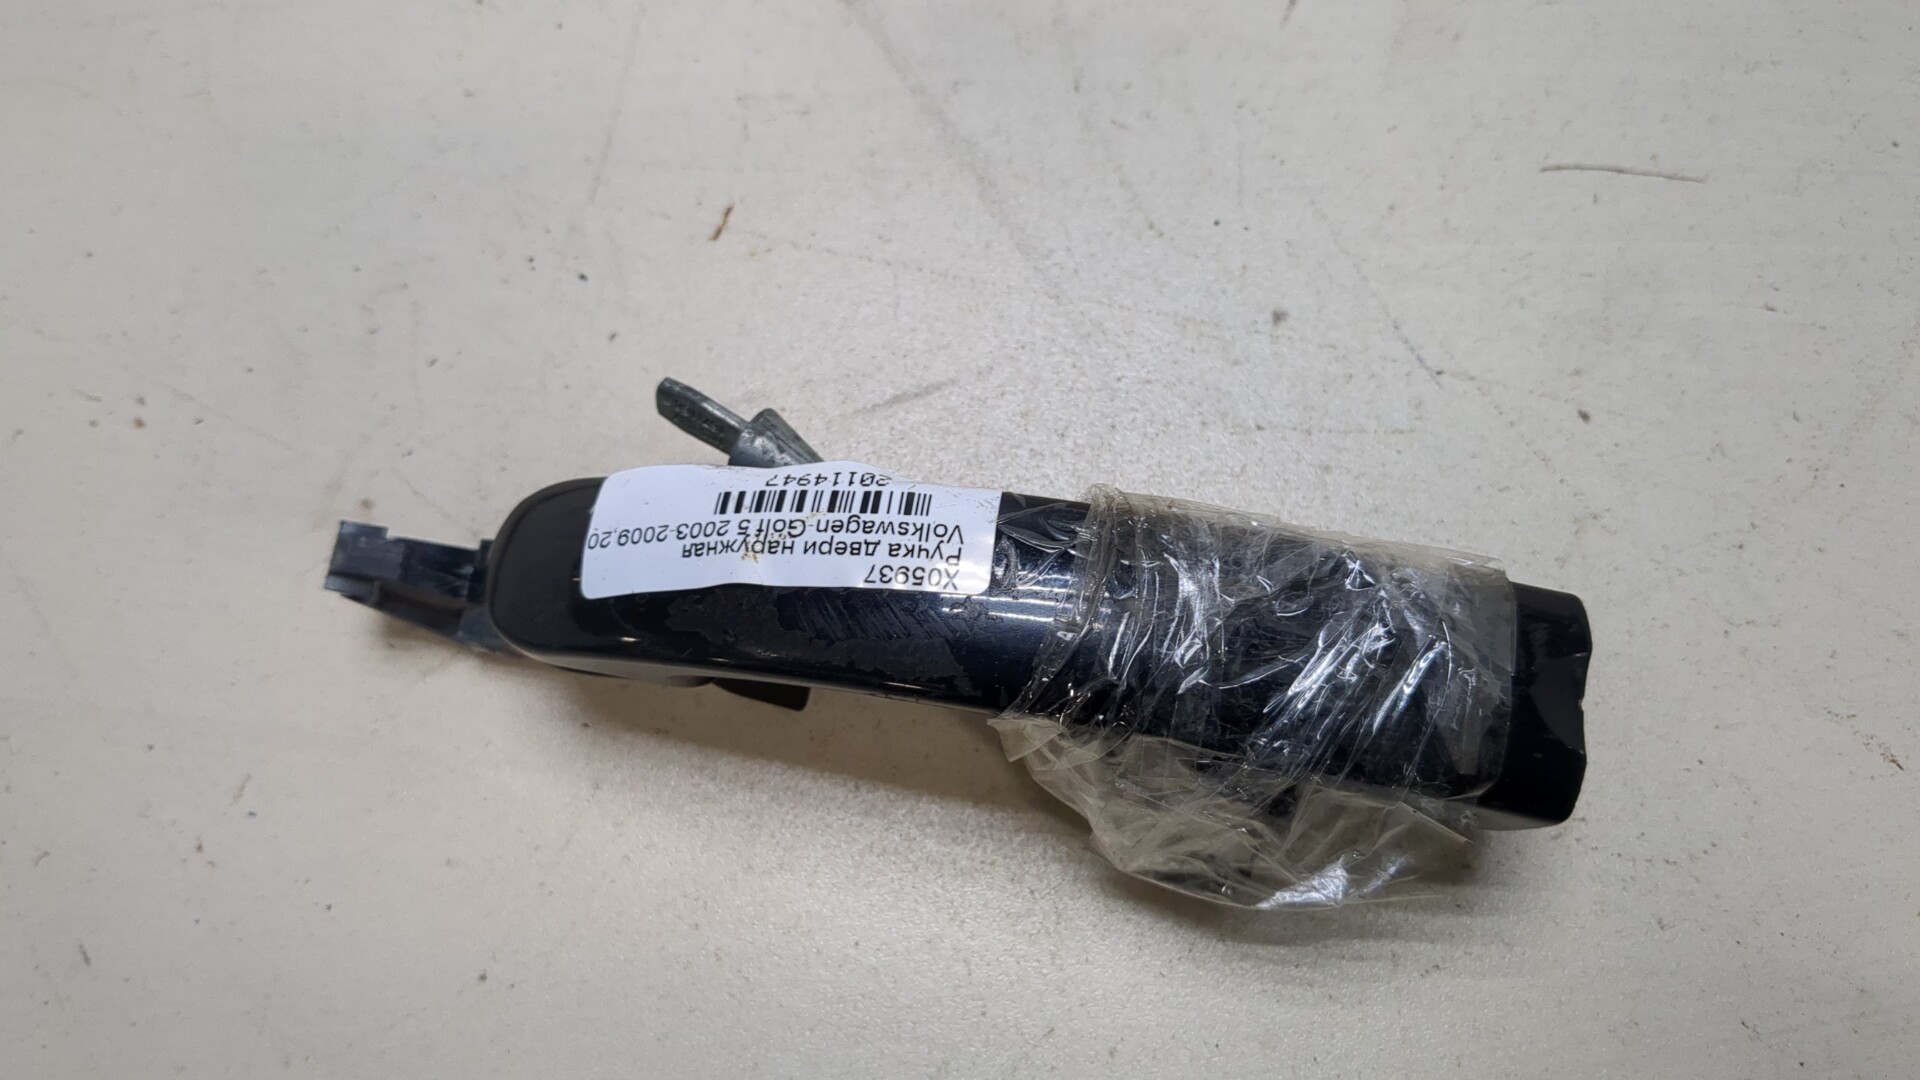 X05937
Ручка двери наружная
Volkswagen Golf 5 2003-2009,20
20114947